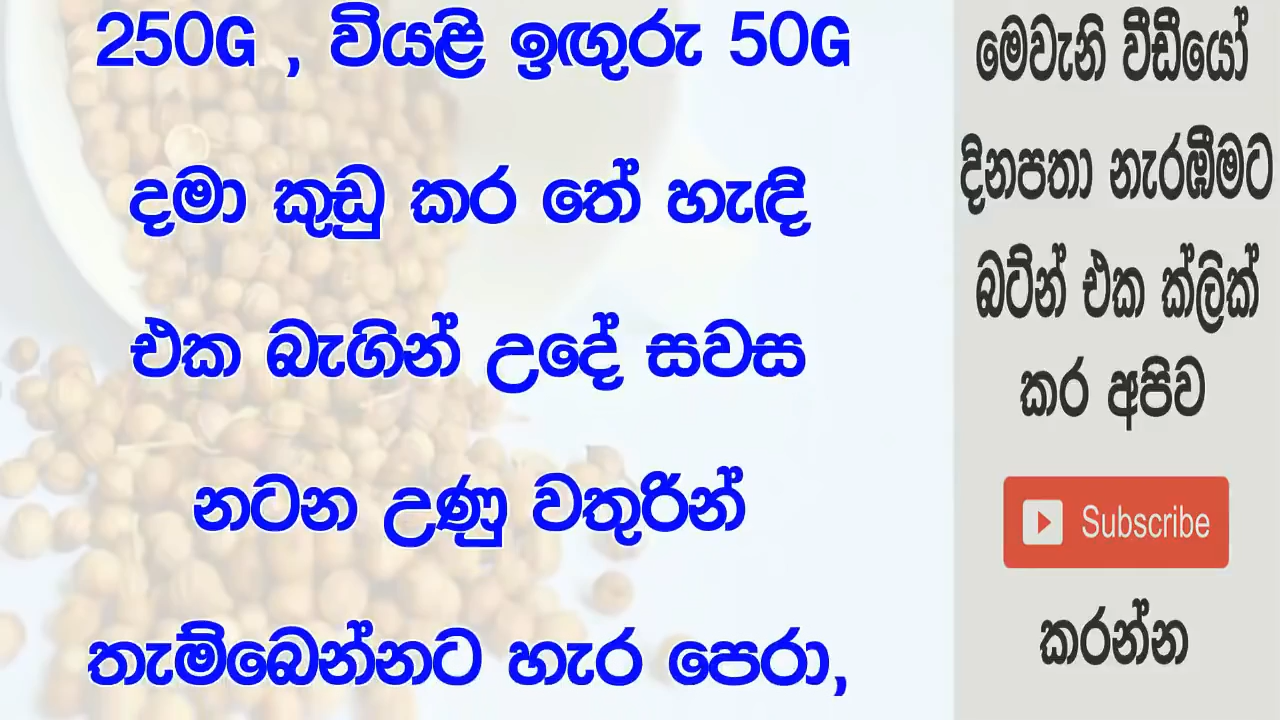 250G , වියළි ඉඟුරු 50G
දමා කුඩු කර තේ හැඳි
එක බැගින් උදේ සවස
නටන උණු වතුරින්
තැම්බෙන්නට හැර පෙරා,
මෙවැනි වීඩීයෝ
දිනපතා නැරඹීමට
බටින් එක ක්ලික්
කර අපිව
Subscribe
කරන්න